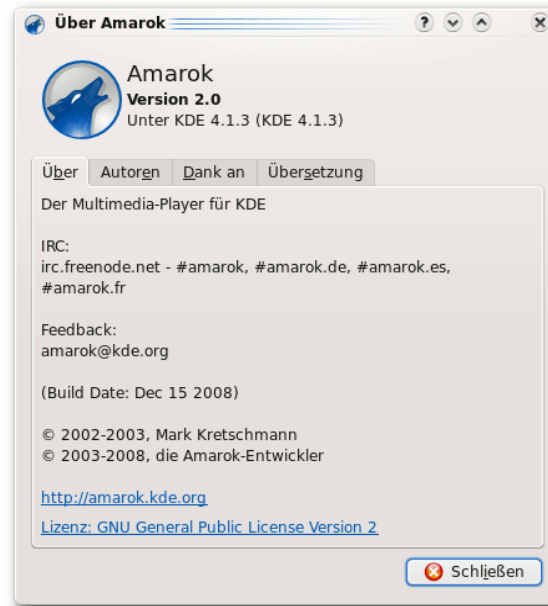 Über Amarok
Amarok
Version 2.0
Unter KDE 4.1.3 (KDE 4.1.3)
Über Autoren Dank an Übersetzung
Der Multimedia-Player für KDE
IRC:
irc.freenode.net - #amarok, #amarok.de, #amarok.es,
#amarok.fr
Feedback:
amarok@kde.org
(Build Date: Dec 15 2008)
© 2002-2003, Mark Kretschmann
© 2003-2008, die Amarok-Entwickler
http://amarok.kde.org
Lizenz: GNU General Public License Version 2
Schließen